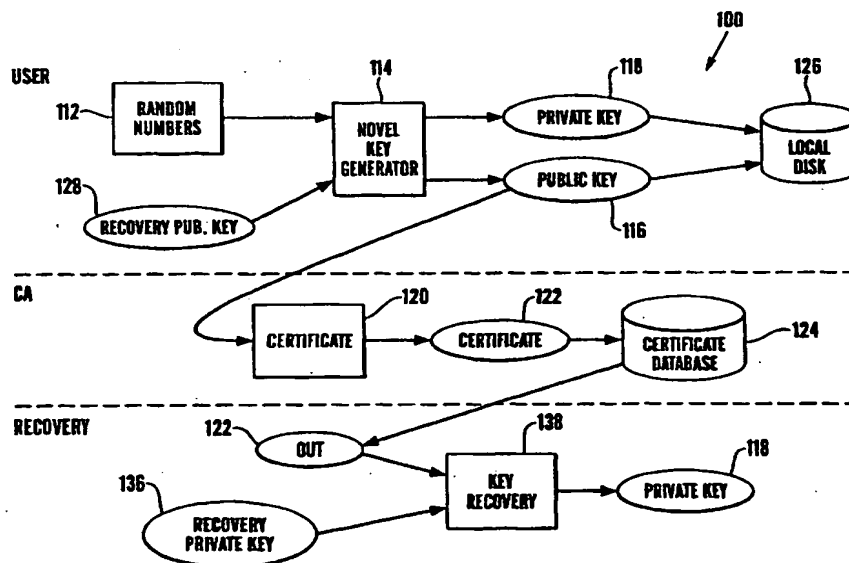 100
USER
114
118
126
112
RANDOM
NUMBERS
NOVEL
KEY
GENERATOR
PRIVATE KEY
LOCAL
DISK
128
RECOVERY PUB. KEY
PUBLIC KEY
116
CA
120
122
CERTIFICATE
CERTIFICATE
CERTIFICATE
DATABASE
124
RECOVERY
122
OUT
138
118
136
KEY
RECOVERY
PRIVATE KEY
RECOVERY
PRIVATE KEY